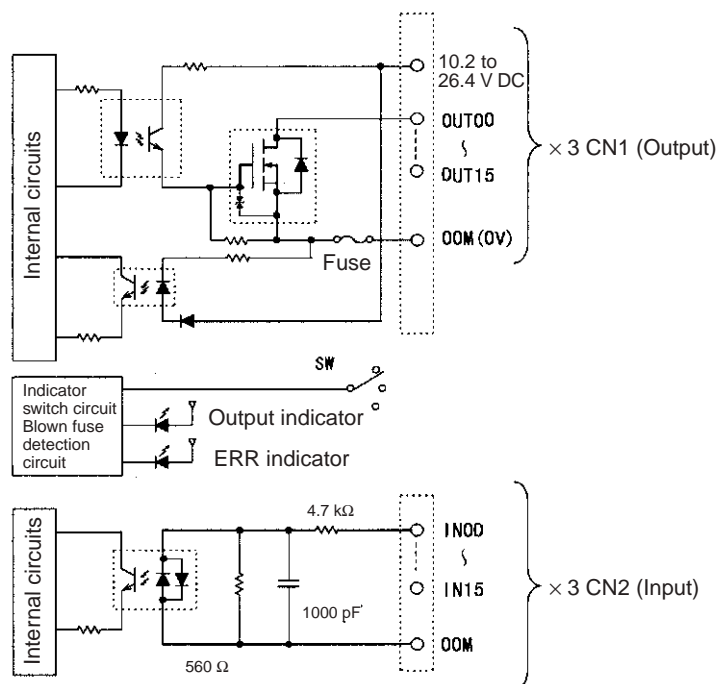 Internal circuits
10.2 to
26.4 V DC
OUT00
OUT15
× 3 CN1 (Output)
COM(0V)
Fuse
SW
Indicator
switch circuit
Blown fuse
detection
circuit
Output indicator
ERR indicator
Internal circuits
4.7 kΩ
IN00
IN15
× 3 CN2 (Input)
1000 pF
COM
560 Ω